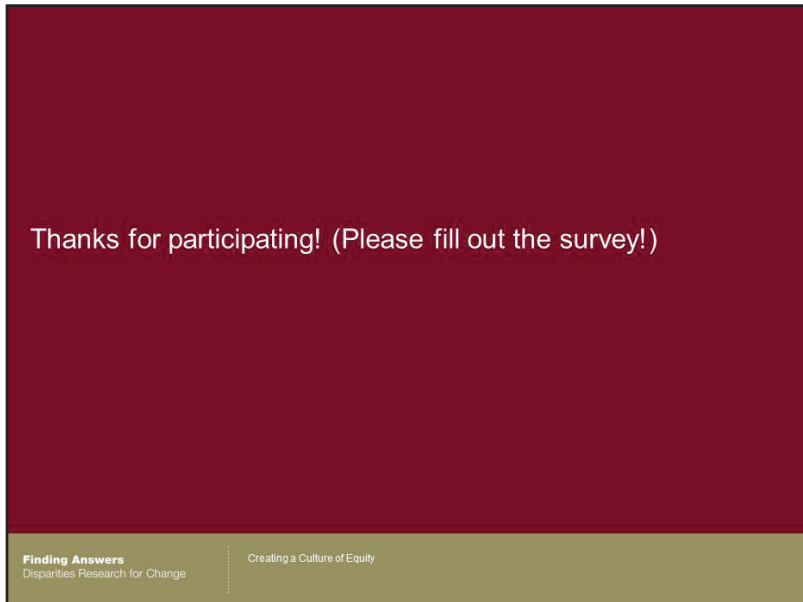 Thanks for participating! (Please fill out the survey!)
Finding Answers
Disparities Research for Change
Creating a Culture of Equity